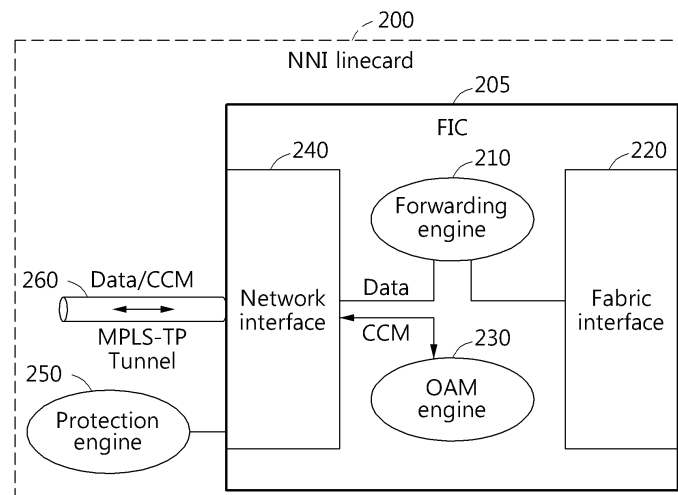 200
NNI linecard
205
FIC
240
210
220
Forwarding
engine
260
Data/CCM
Network
interface
Data
Fabric
interface
MPLS-TP
Tunnel
CCM
230
250
OAM
engine
Protection
engine